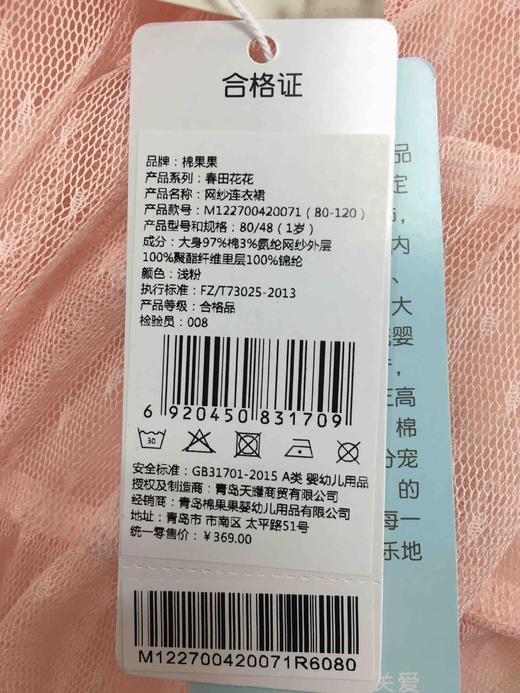 合格证
品牌：棉果果
产品系列：春田花花
产品名称：网纱连衣裙
产品款号：M122700420071（80-120）
产品型号和规格：80/48（1岁）
成分：大身97%棉3%氨纶网纱外层
100%聚酯纤维里层100%锦纶
颜色：浅粉
执行标准：FZ/T73025-2013
产品等级：合格品
检验员：008
6 920450 831709
30
安全标准：GB31701-2015 A类 婴幼儿用品
授权及制造商：青岛天耀商贸有限公司
经销商：青岛棉果果婴幼儿用品有限公司
地址：青岛市 市南区 太平路51号
统一零售价：￥369.00
M122700420071R6080
品
定
内
、
大
婴
，
高
棉
宠
的
每一
乐地
关爱